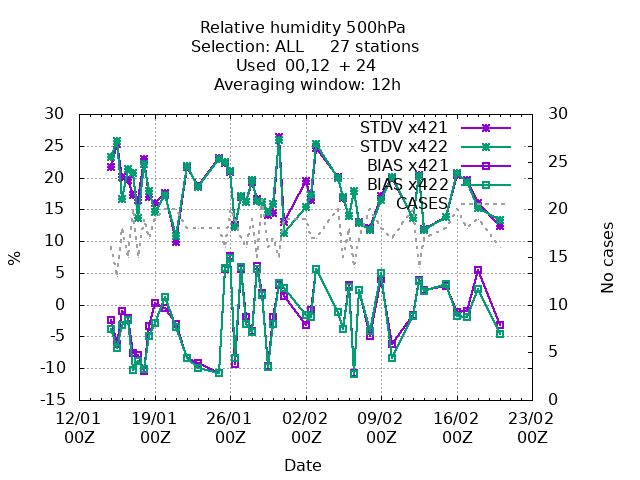 Relative humidity 500hPa
Selection: ALL     27 stations
Used  00,12  + 24
Averaging window: 12h
30 25 20 15 10 5 0 -5 -10 -15
%
STDV x421
STDV x422
BIAS x421
BIAS x422
CASES
30 25 20 15 10 5 0
No cases
12/01 19/01 26/01 02/02 09/02 16/02 23/02
00Z 00Z 00Z 00Z 00Z 00Z 00Z
Date